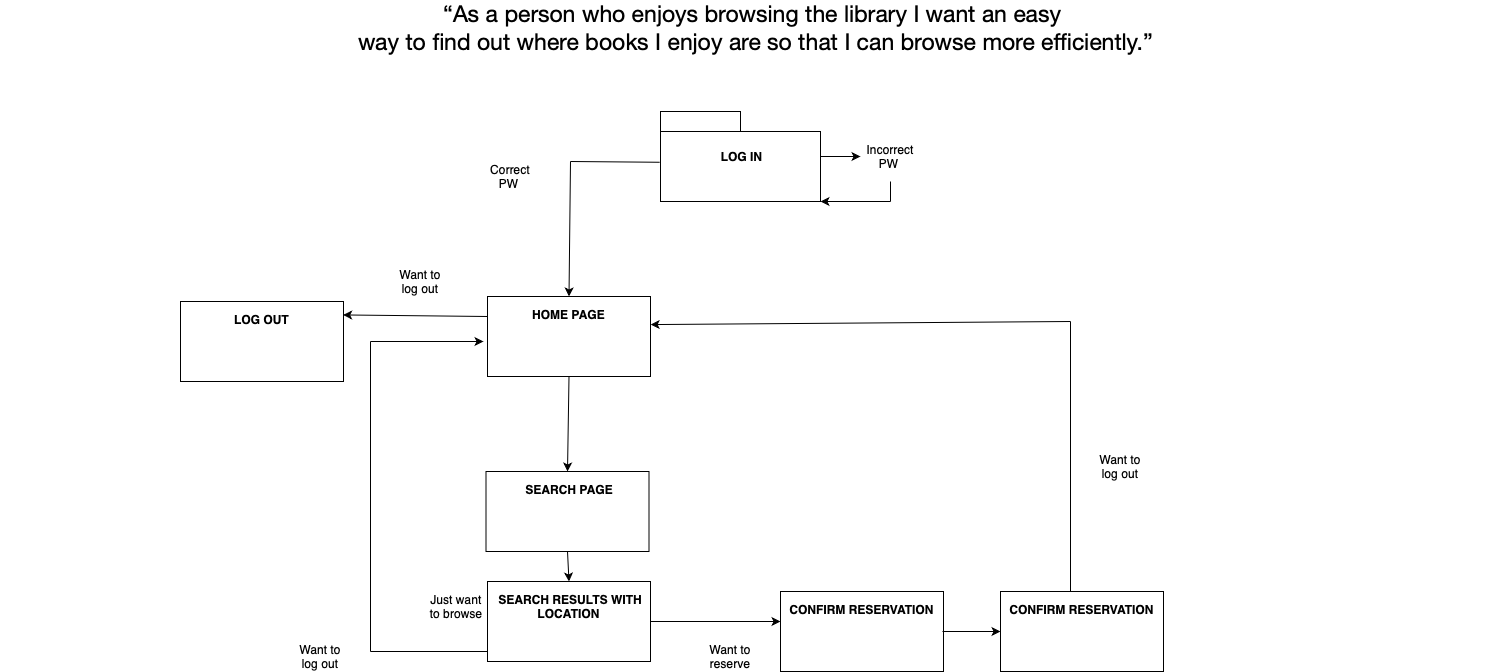 “As a person who enjoys browsing the library I want an easy
way to find out where books I enjoy are so that I can browse more efficiently.”
LOG IN
Incorrect
PW
Correct
PW
Want to
log out
LOG OUT
HOME PAGE
Want to
log out
SEARCH PAGE
Just want
to browse
SEARCH RESULTS WITH
LOCATION
CONFIRM RESERVATION
CONFIRM RESERVATION
Want to
log out
Want to
reserve